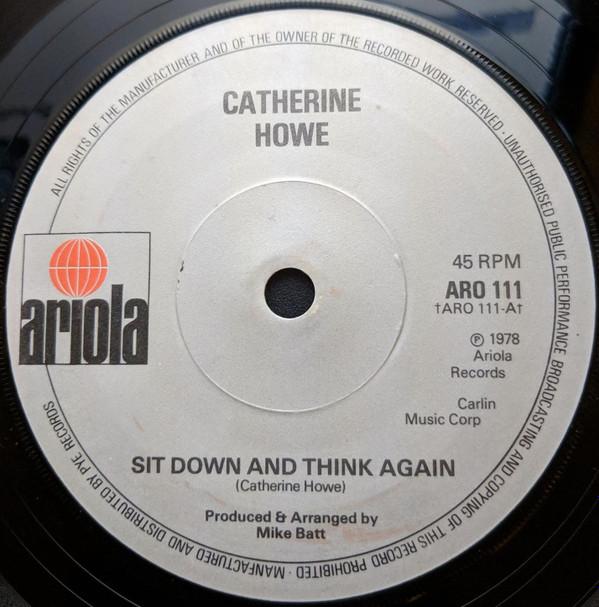 ALL RIGHTS OF THE MANUFACTURER AND OF THE OWNER OF THE RECORDED WORK RESERVED · UNAUTHORISED PUBLIC PERFORMANCE BROADCASTING AND COPYING OF THIS RECORD PROHIBITED · MANUFACTURED AND DISTRIBUTED BY PYE RECORDS
CATHERINE
HOWE
ariola
45 RPM
ARO 111
†ARO 111-A†
℗ 1978
Ariola
Records
Carlin
Music Corp
SIT DOWN AND THINK AGAIN
(Catherine Howe)
Produced & Arranged by
Mike Batt